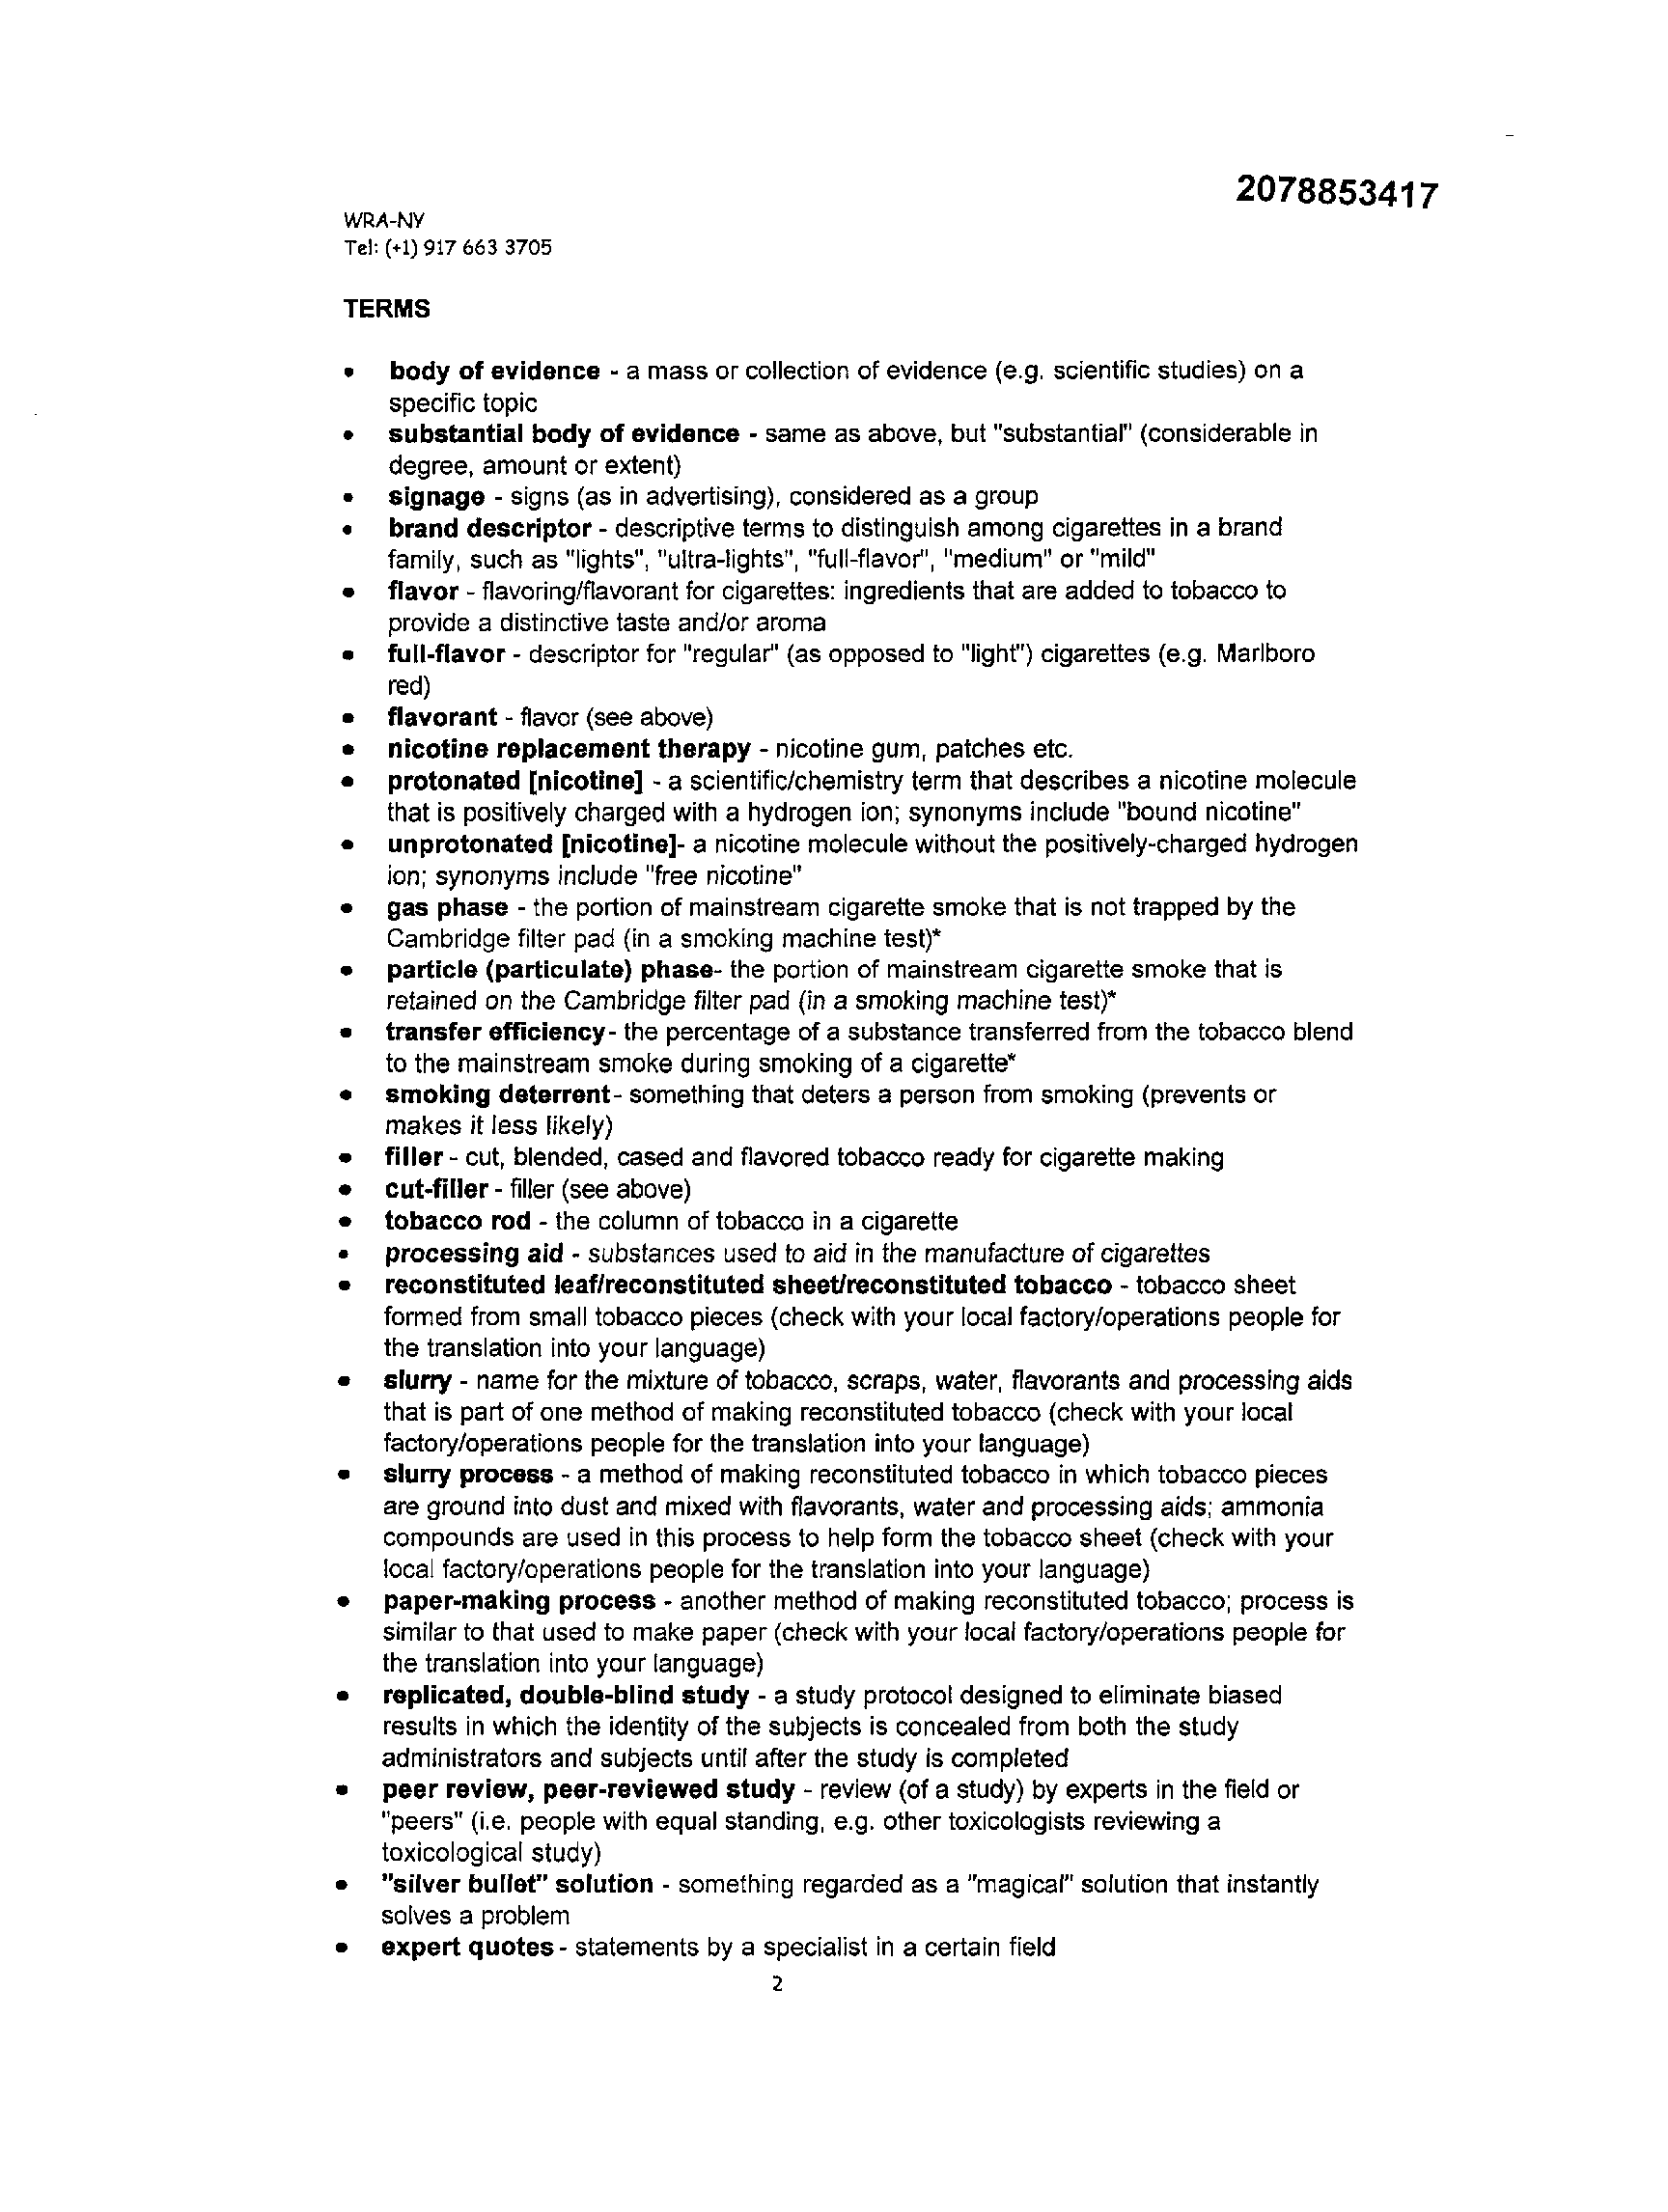 2078853417
WRA-NY
Tel: (+1) 917 663 3705
TERMS
• body of evidence - a mass or collection of evidence (e.g. scientific studies) on a
specific topic
• substantial body of evidence - same as above, but "substantial" (considerable in
degree, amount or extent)
• signage - signs (as in advertising), considered as a group
• brand descriptor - descriptive terms to distinguish among cigarettes in a brand
family, such as "lights", "ultra-lights", "full-flavor", "medium" or "mild"
• flavor - flavoring/flavorant for cigarettes: ingredients that are added to tobacco to
provide a distinctive taste and/or aroma
• full-flavor - descriptor for "regular" (as opposed to "light") cigarettes (e.g. Marlboro
red)
• flavorant - flavor (see above)
• nicotine replacement therapy - nicotine gum, patches etc.
• protonated [nicotine] - a scientific/chemistry term that describes a nicotine molecule
that is positively charged with a hydrogen ion; synonyms include "bound nicotine"
• unprotonated [nicotine]- a nicotine molecule without the positively-charged hydrogen
ion; synonyms include "free nicotine"
• gas phase - the portion of mainstream cigarette smoke that is not trapped by the
Cambridge filter pad (in a smoking machine test)*
• particle (particulate) phase- the portion of mainstream cigarette smoke that is
retained on the Cambridge filter pad (in a smoking machine test)*
• transfer efficiency- the percentage of a substance transferred from the tobacco blend
to the mainstream smoke during smoking of a cigarette*
• smoking deterrent- something that deters a person from smoking (prevents or
makes it less likely)
• filler - cut, blended, cased and flavored tobacco ready for cigarette making
• cut-filler - filler (see above)
• tobacco rod - the column of tobacco in a cigarette
• processing aid - substances used to aid in the manufacture of cigarettes
• reconstituted leaf/reconstituted sheet/reconstituted tobacco - tobacco sheet
formed from small tobacco pieces (check with your local factory/operations people for
the translation into your language)
• slurry - name for the mixture of tobacco, scraps, water, flavorants and processing aids
that is part of one method of making reconstituted tobacco (check with your local
factory/operations people for the translation into your language)
• slurry process - a method of making reconstituted tobacco in which tobacco pieces
are ground into dust and mixed with flavorants, water and processing aids; ammonia
compounds are used in this process to help form the tobacco sheet (check with your
local factory/operations people for the translation into your language)
• paper-making process - another method of making reconstituted tobacco; process is
similar to that used to make paper (check with your local factory/operations people for
the translation into your language)
• replicated, double-blind study - a study protocol designed to eliminate biased
results in which the identity of the subjects is concealed from both the study
administrators and subjects until after the study is completed
• peer review, peer-reviewed study - review (of a study) by experts in the field or
"peers" (i.e. people with equal standing, e.g. other toxicologists reviewing a
toxicological study)
• "silver bullet" solution - something regarded as a "magical" solution that instantly
solves a problem
• expert quotes - statements by a specialist in a certain field
2